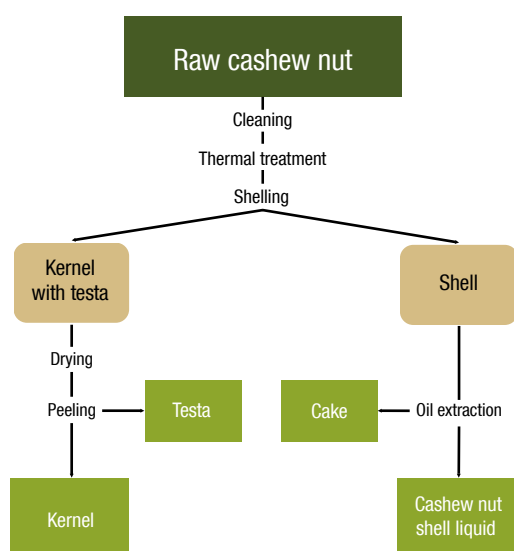 Raw cashew nut
Cleaning
Thermal treatment
Shelling
Kernel
with testa
Shell
Drying
Peeling
Testa
Cake
Oil extraction
Kernel
Cashew nut
shell liquid